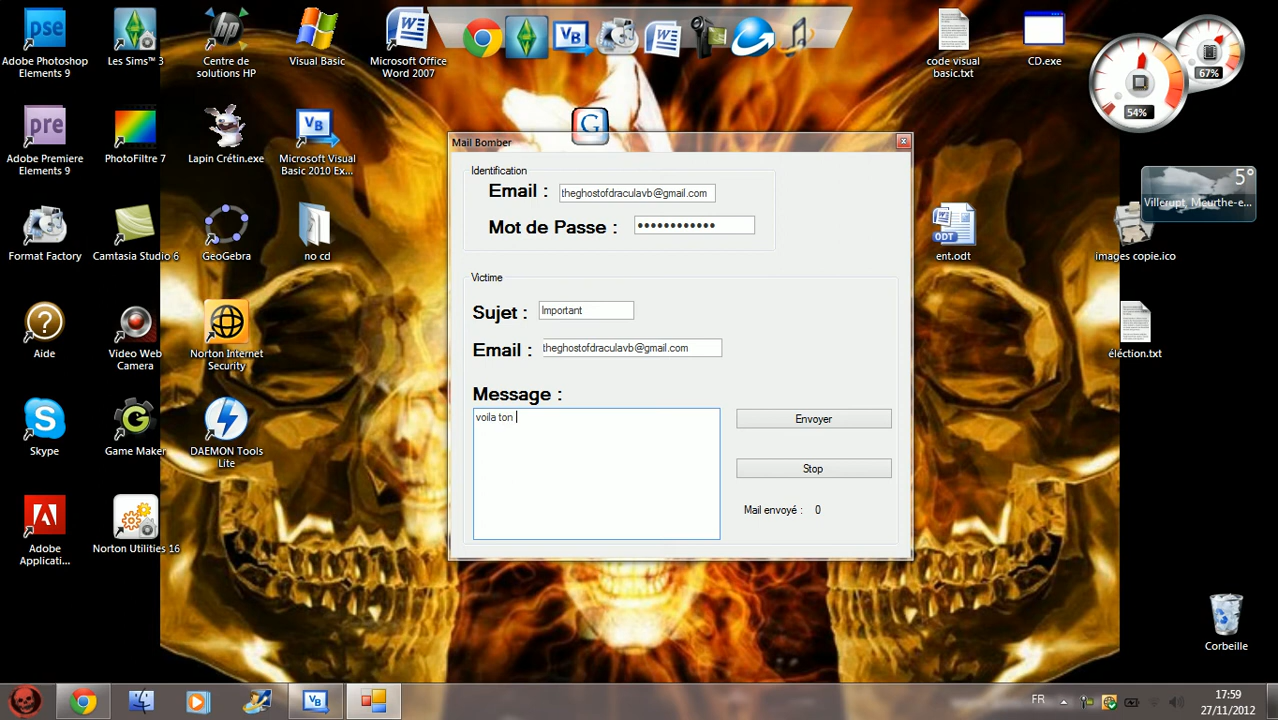 Adobe Photoshop Elements 9
Les Sims™ 3
Centre de solutions HP
Visual Basic
Microsoft Office Word 2007
code visual basic.txt
CD.exe
67%
54%
Adobe Premiere Elements 9
PhotoFiltre 7
Lapin Crétin.exe
Microsoft Visual Basic 2010 Ex...
5°
Villerupt, Meurthe-e...
Format Factory
Camtasia Studio 6
GeoGebra
no cd
ent.odt
images copie.ico
Aide
Video Web Camera
Norton Internet Security
éléction.txt
Skype
Game Maker
DAEMON Tools Lite
Adobe Applicati...
Norton Utilities 16
Corbeille
Mail Bomber
Identification
Email :
theghostofdraculavb@gmail.com
Mot de Passe :
••••••••••••
Victime
Sujet :
Important
Email :
theghostofdraculavb@gmail.com
Message :
voila ton
Envoyer
Stop
Mail envoyé : 0
FR
17:59
27/11/2012